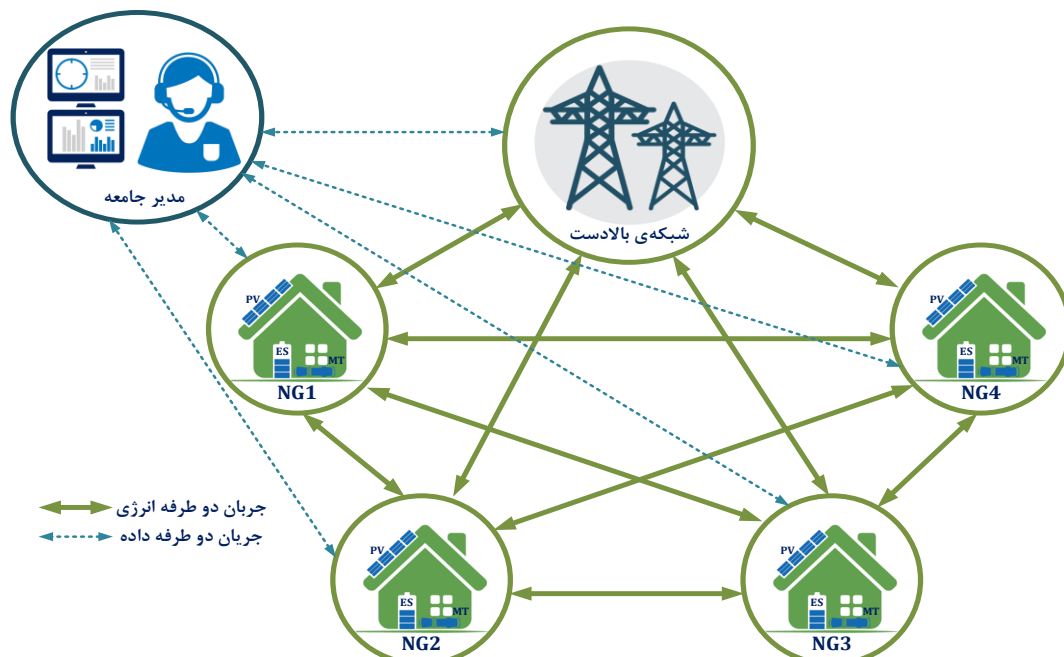 مدیر جامعه
شبکه‌ی بالادست
PV
ES
MT
NG1
PV
ES
MT
NG4
جریان دو طرفه انرژی
جریان دو طرفه داده
PV
ES
MT
NG2
PV
ES
MT
NG3